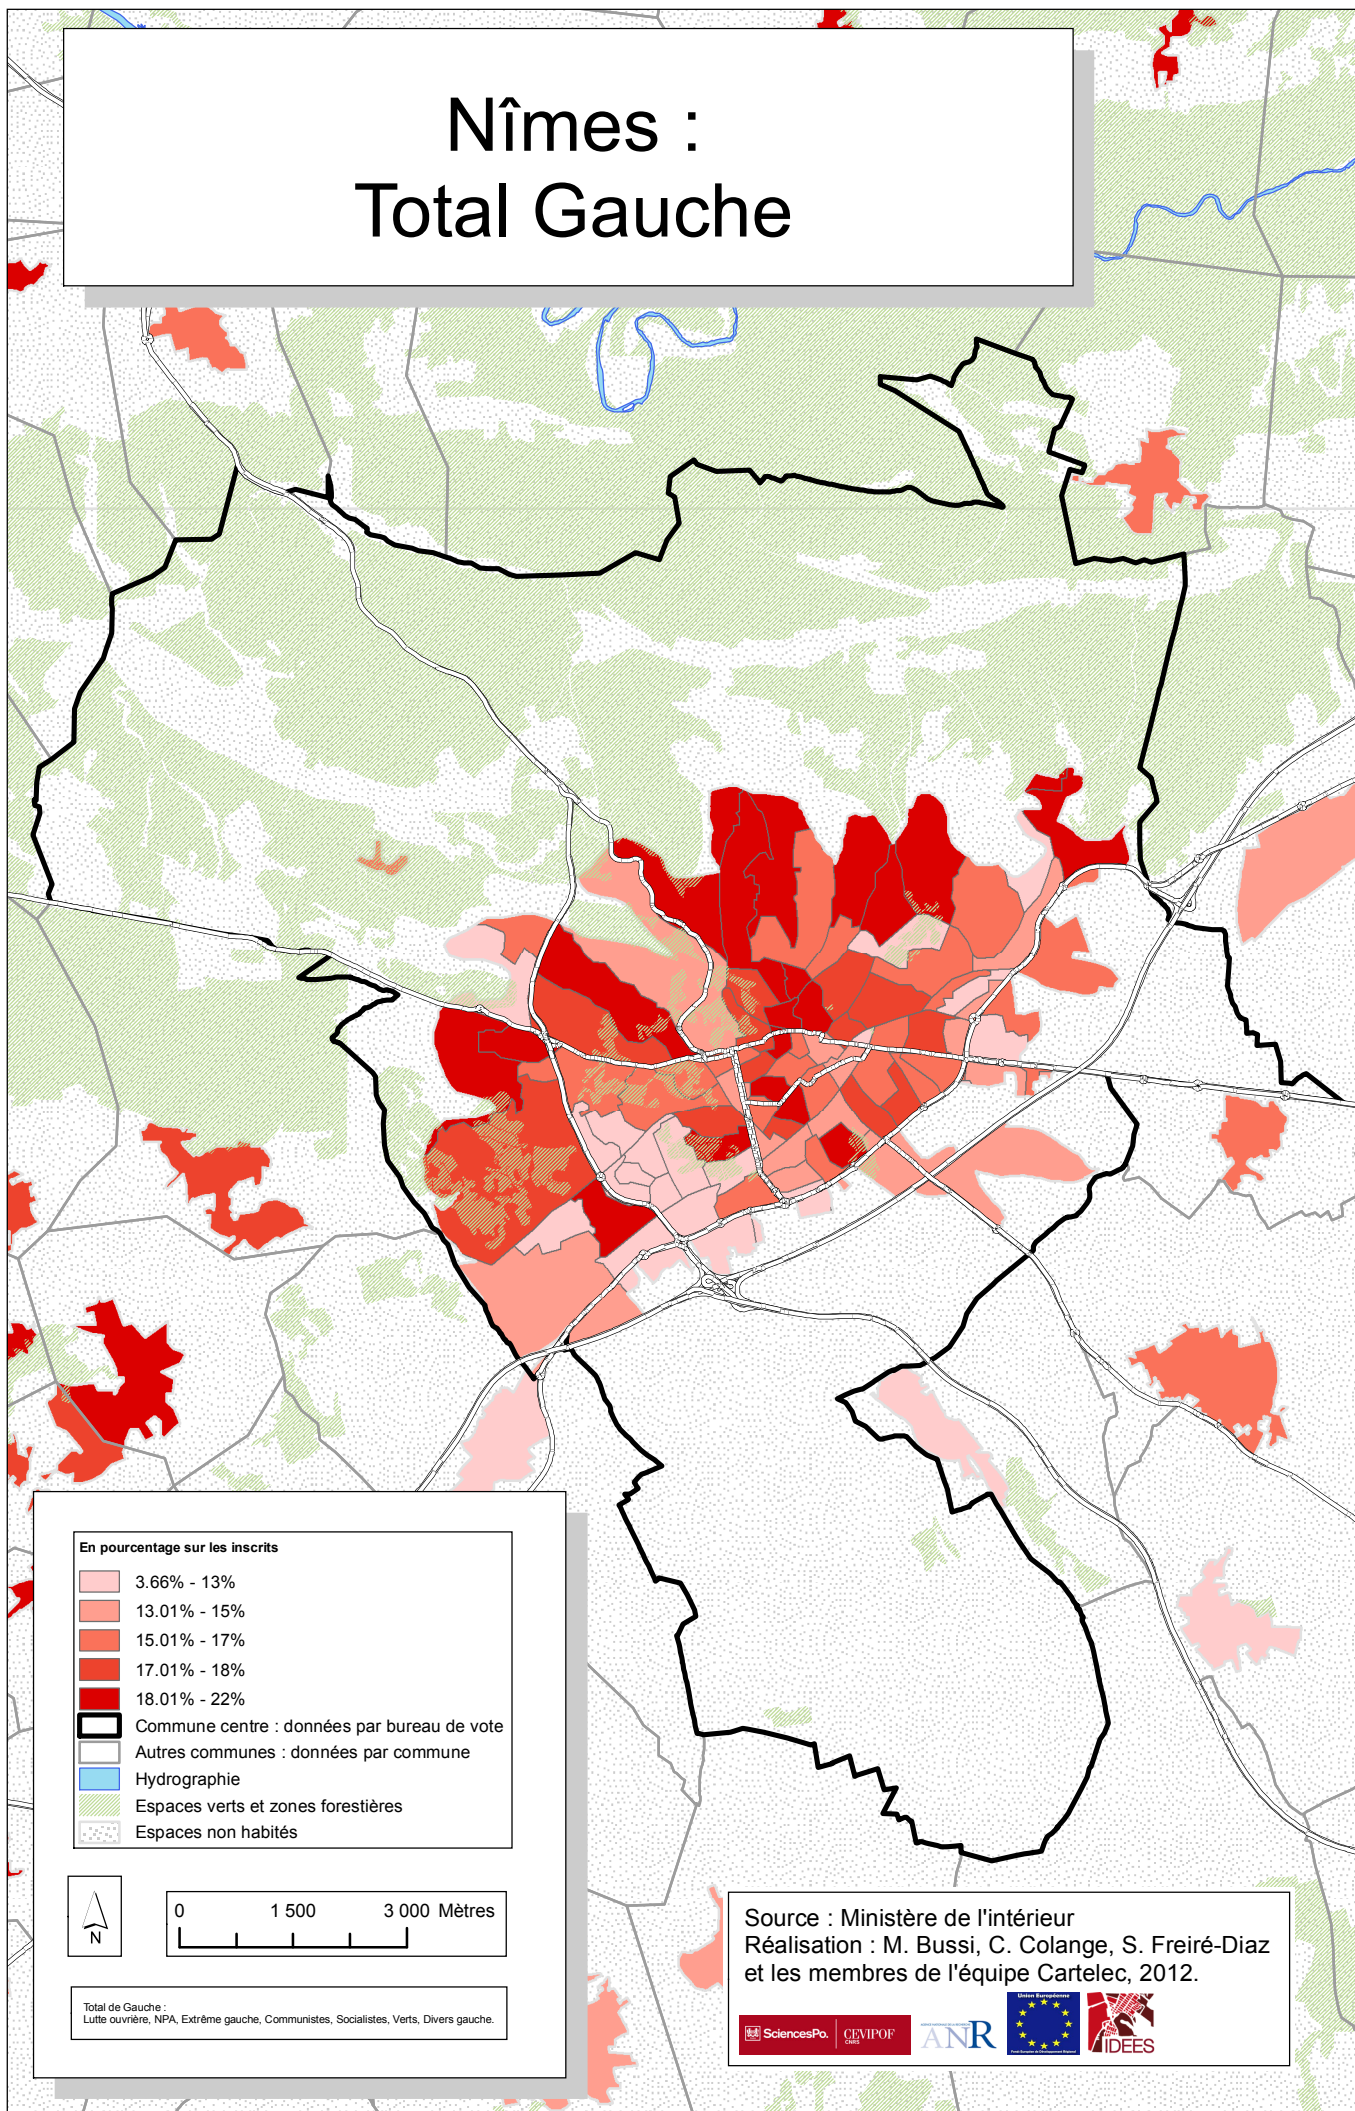 Nîmes :
Total Gauche
En pourcentage sur les inscrits
3.66% - 13%
13.01% - 15%
15.01% - 17%
17.01% - 18%
18.01% - 22%
Commune centre : données par bureau de vote
Autres communes : données par commune
Hydrographie
Espaces verts et zones forestières
Espaces non habités
N
0 1 500 3 000 Mètres
Total de Gauche :
Lutte ouvrière, NPA, Extrême gauche, Communistes, Socialistes, Verts, Divers gauche.
Source : Ministère de l'intérieur
Réalisation : M. Bussi, C. Colange, S. Freiré-Diaz
et les membres de l'équipe Cartelec, 2012.
SciencesPo.
CEVIPOF
CNRS
ANR
Union Européenne
IDEES